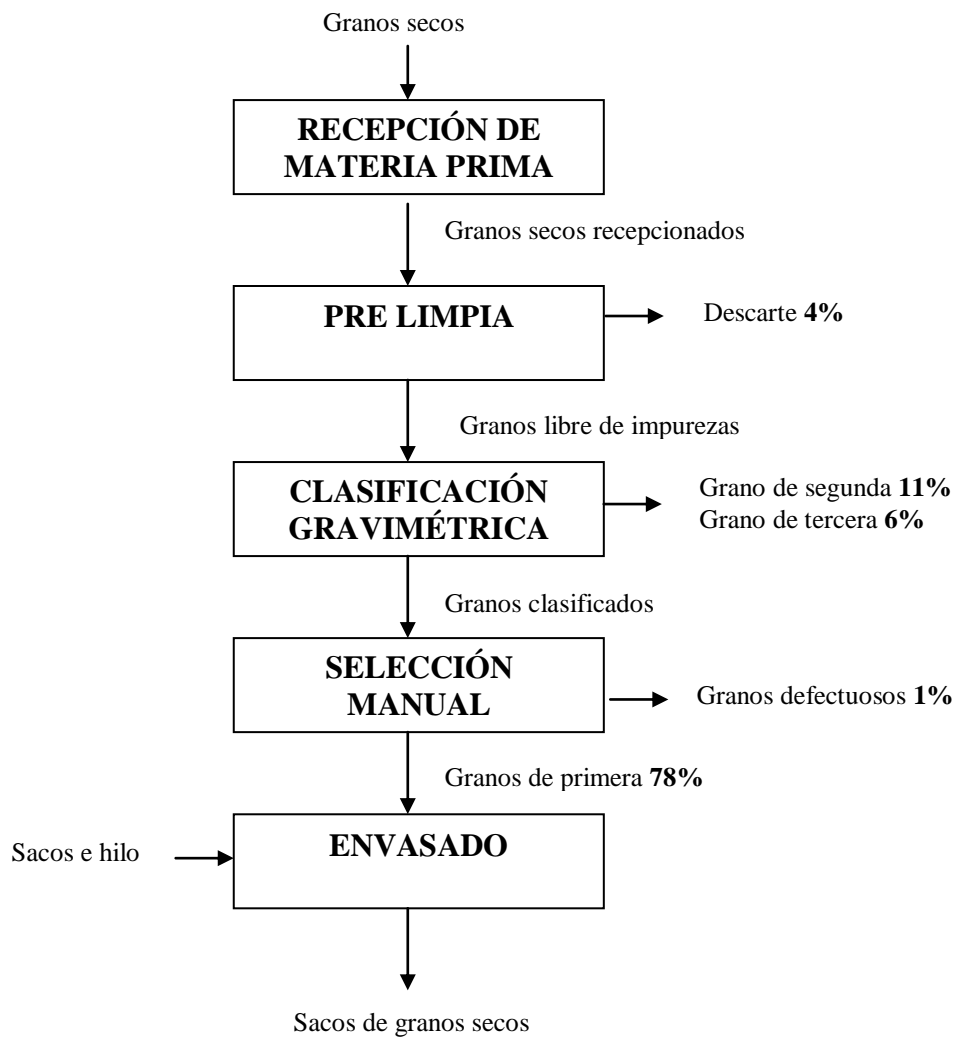 Granos secos
RECEPCIÓN DE
MATERIA PRIMA
Granos secos recepcionados
PRE LIMPIA
Descarte 4%
Granos libre de impurezas
CLASIFICACIÓN
GRAVIMÉTRICA
Grano de segunda 11%
Grano de tercera 6%
Granos clasificados
SELECCIÓN
MANUAL
Granos defectuosos 1%
Granos de primera 78%
Sacos e hilo
ENVASADO
Sacos de granos secos